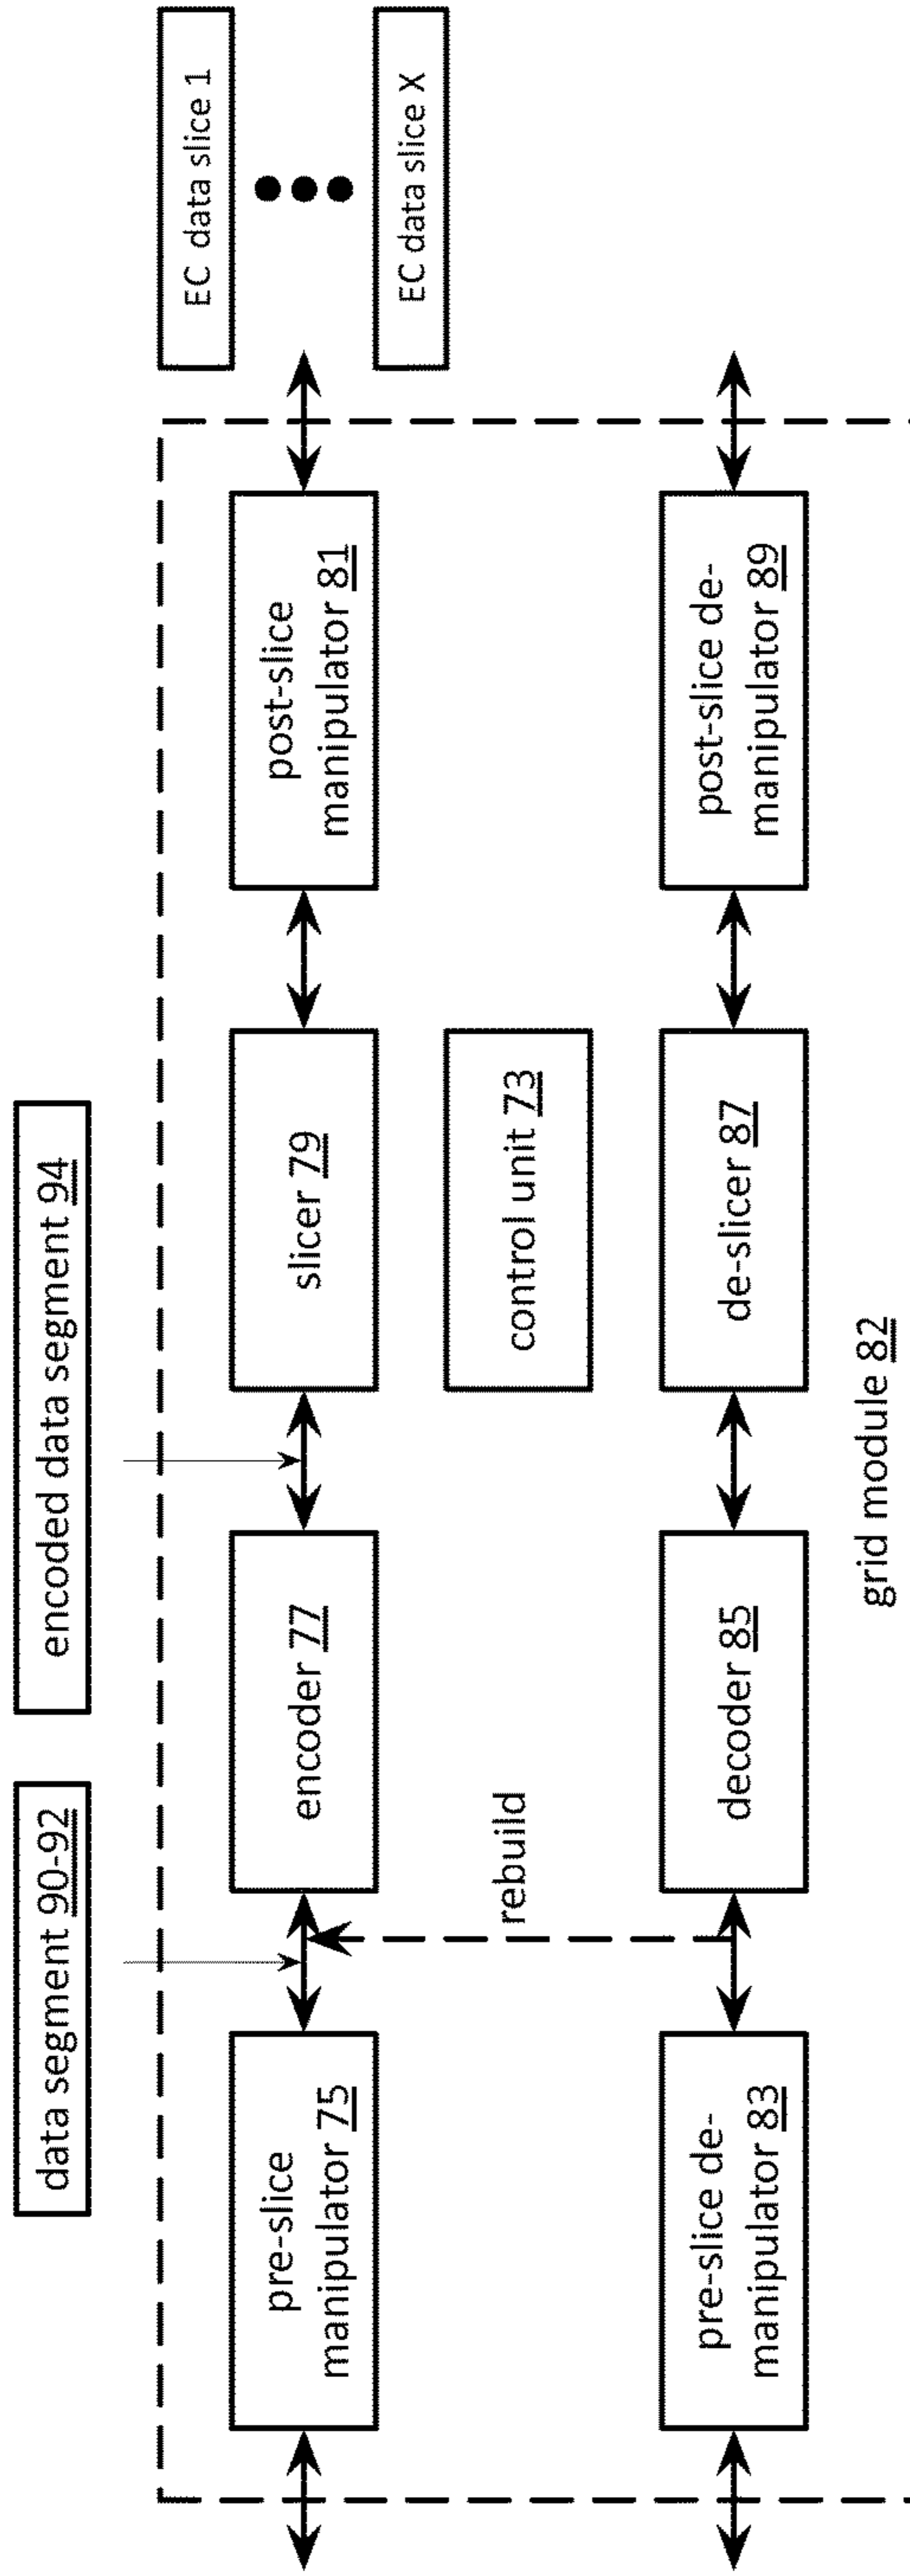 data segment 90-92
encoded data segment 94
EC data slice 1
EC data slice X
pre-slice
manipulator 75
encoder 77
slicer 79
post-slice
manipulator 81
rebuild
control unit 73
pre-slice de-
manipulator 83
decoder 85
de-slicer 87
post-slice de-
manipulator 89
grid module 82